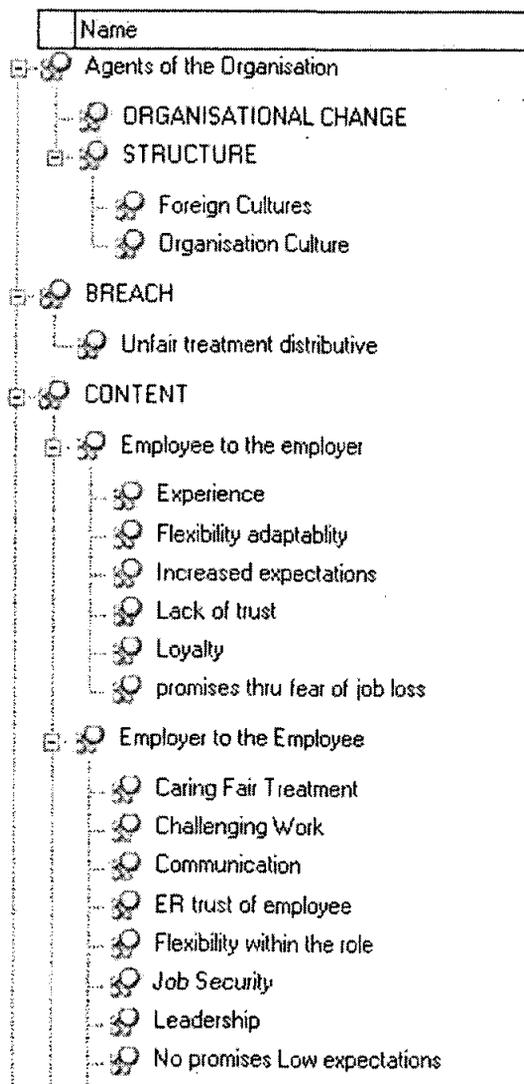 Name
Agents of the Organisation
ORGANISATIONAL CHANGE
STRUCTURE
Foreign Cultures
Organisation Culture
BREACH
Unfair treatment distributive
CONTENT
Employee to the employer
Experience
Flexibility adaptablity
Increased expectations
Lack of trust
Loyalty
promises thru fear of job loss
Employer to the Employee
Caring Fair Treatment
Challenging Work
Communication
ER trust of employee
Flexibility within the role
Job Security
Leadership
No promises Low expectations